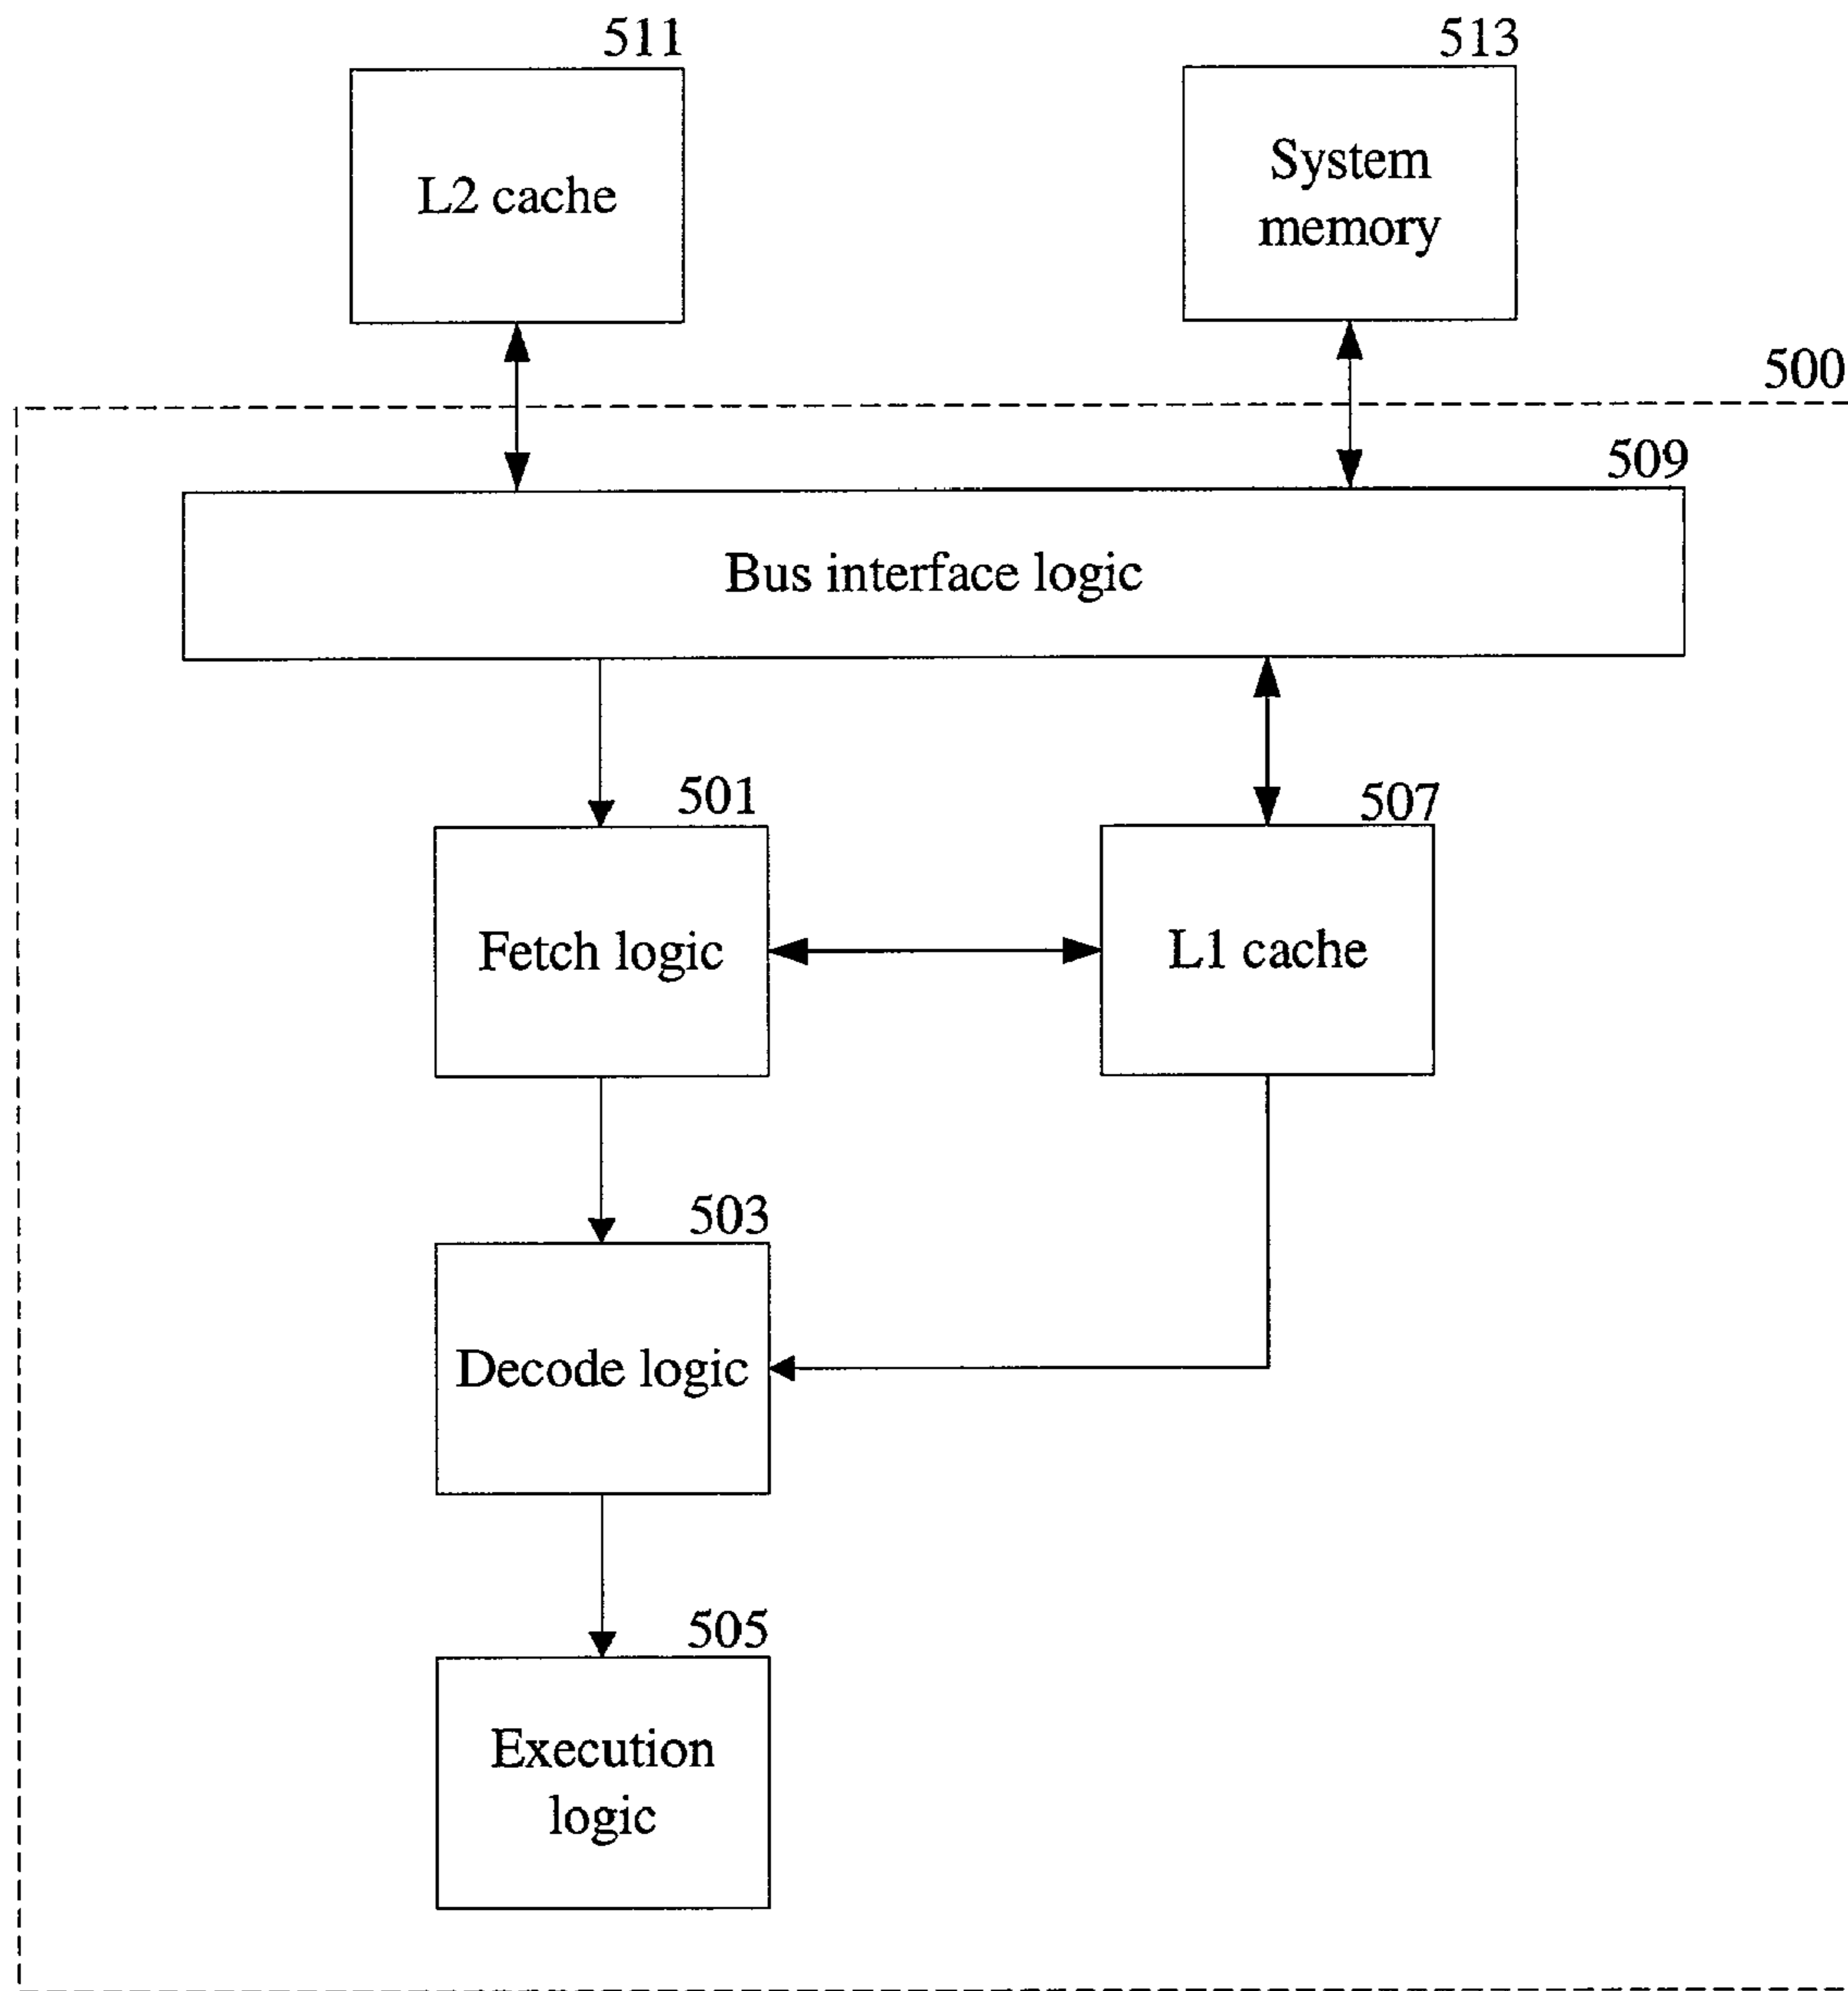 511
513
L2 cache
System
memory
500
509
Bus interface logic
501
507
Fetch logic
L1 cache
503
Decode logic
505
Execution
logic